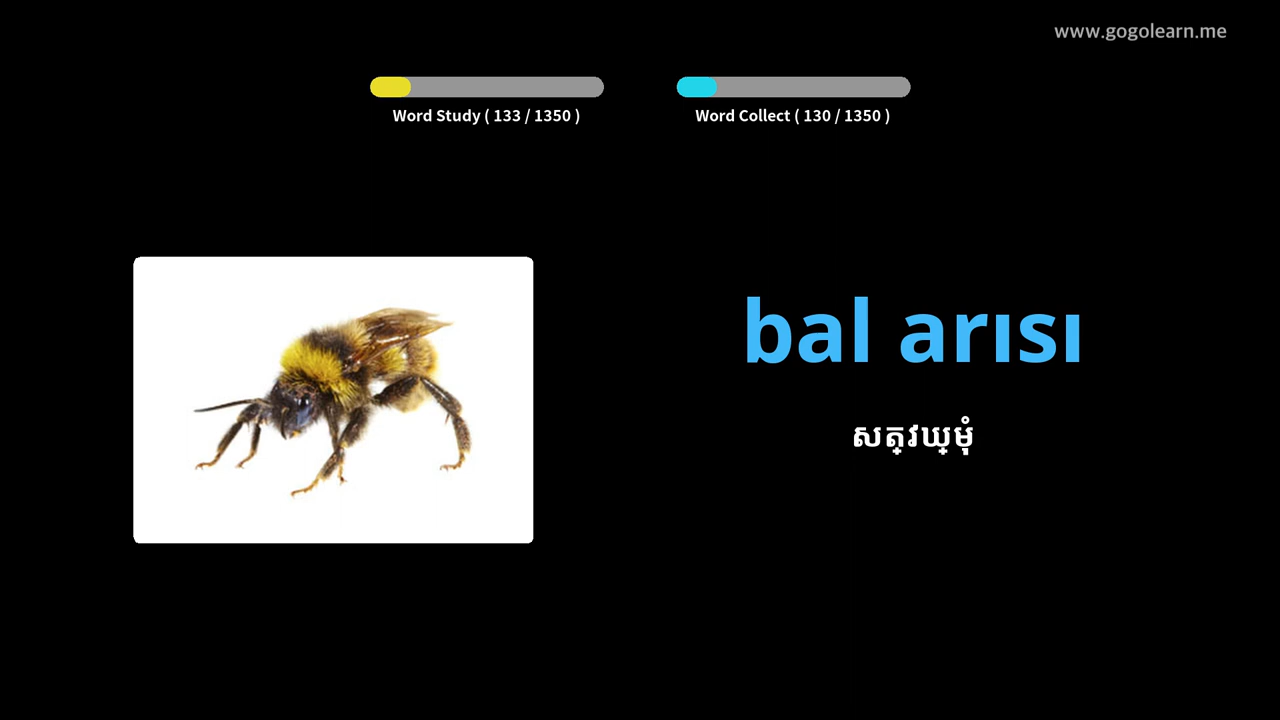 www.gogolearn.me
Word Study ( 133 / 1350 )
Word Collect ( 130 / 1350 )
bal arısı
សត្វឃ្មុំ